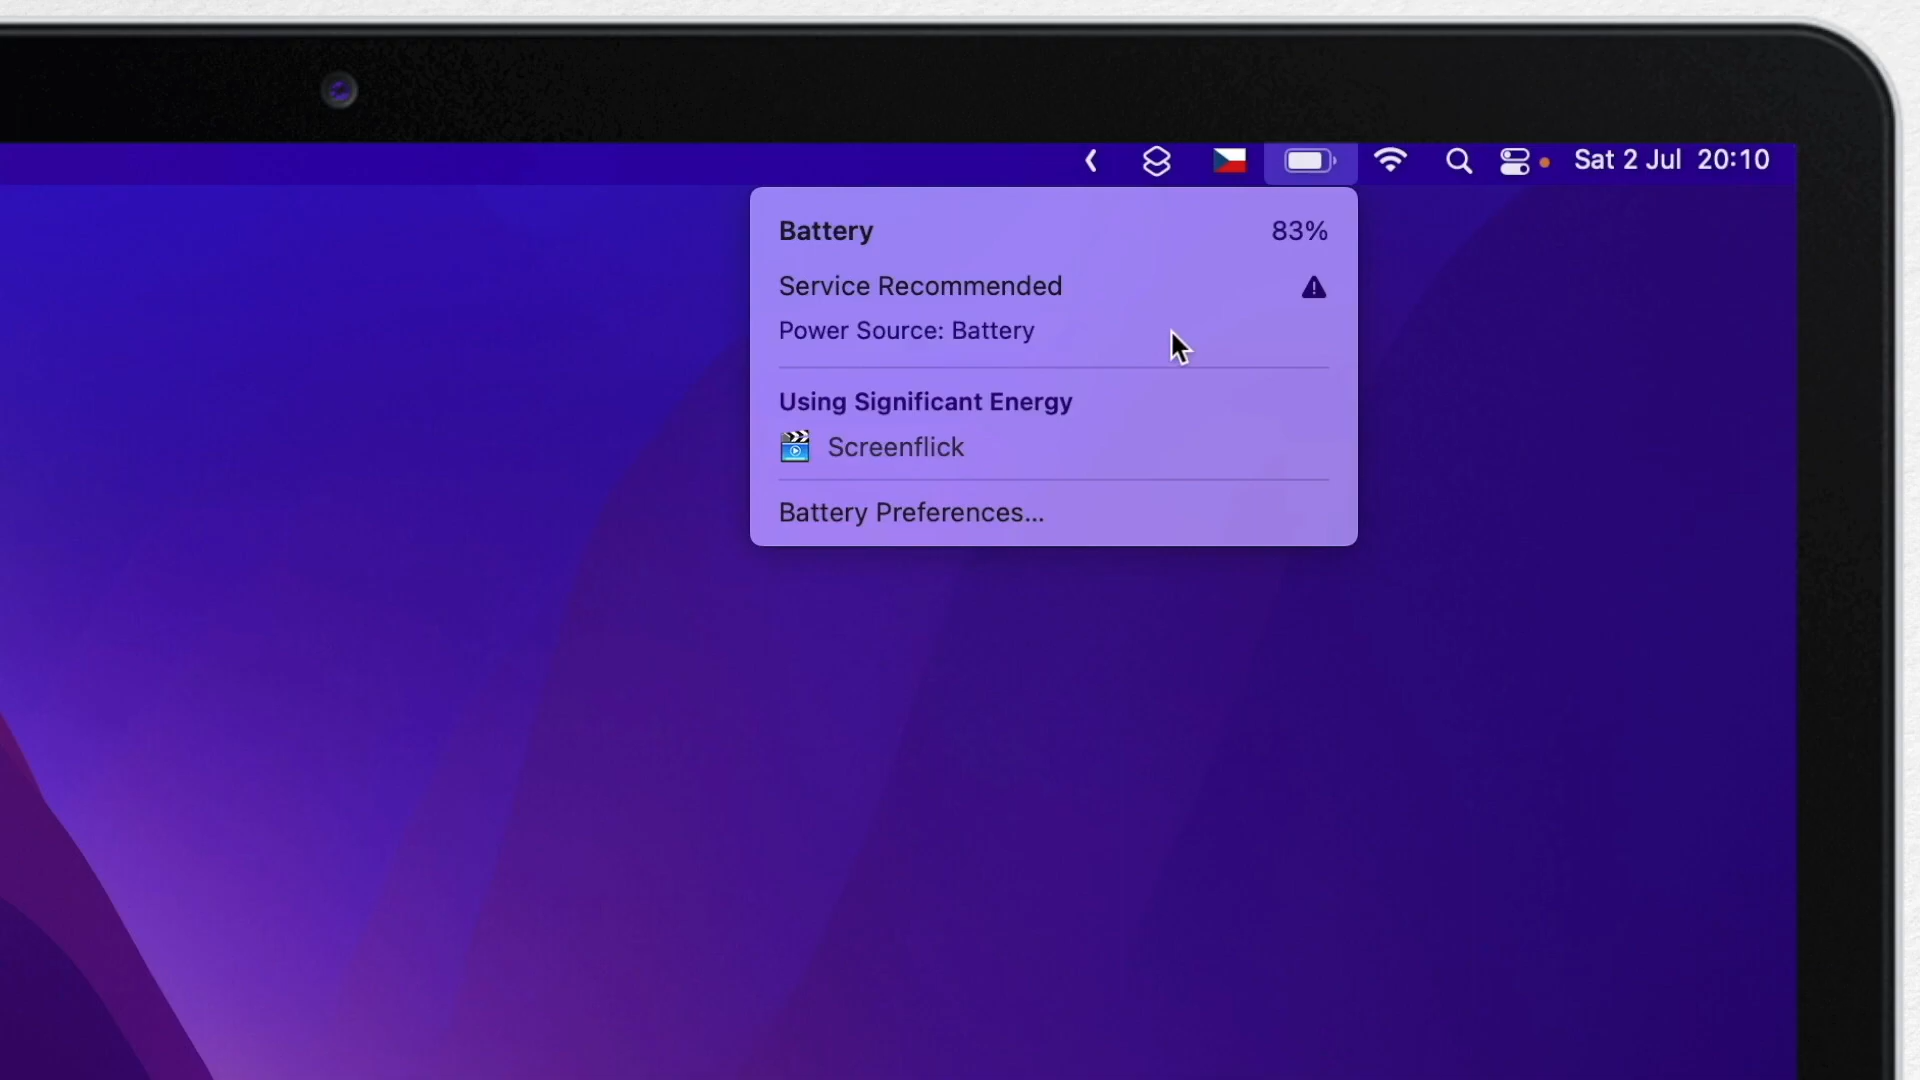 Sat 2 Jul 20:10
Battery 83%
Service Recommended
Power Source: Battery
Using Significant Energy
Screenflick
Battery Preferences...